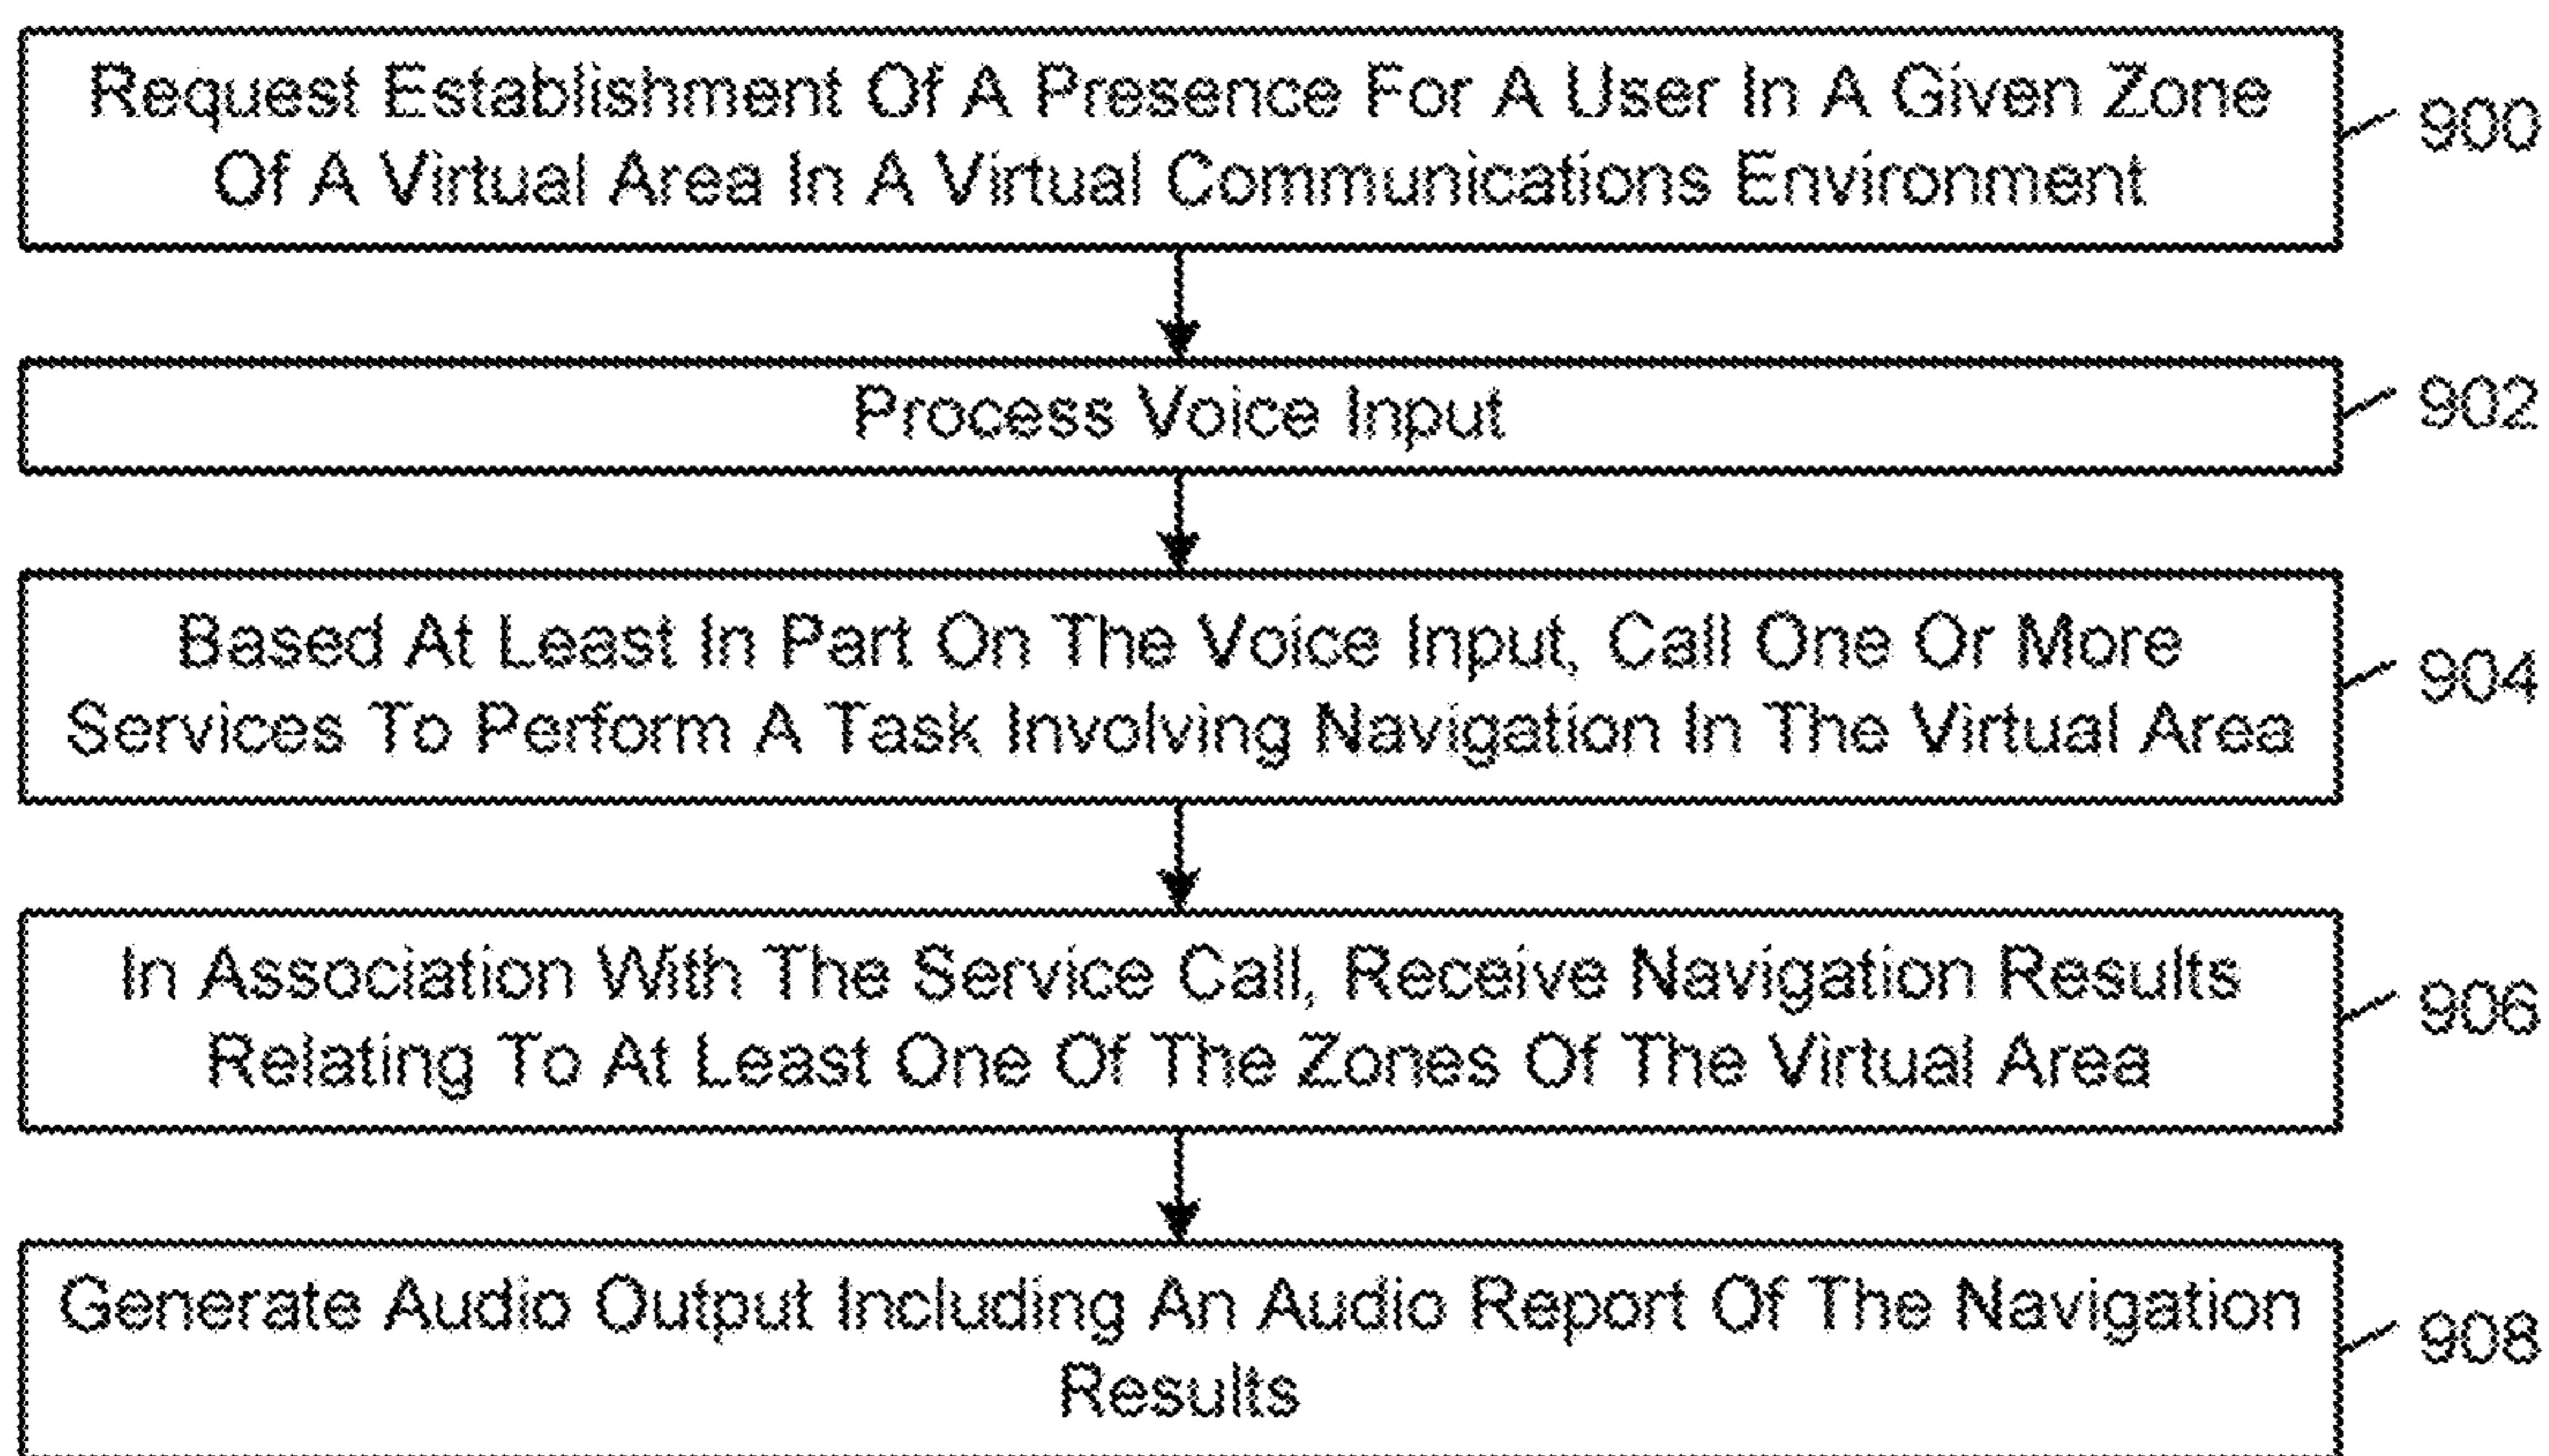 Request Establishment Of A Presence For A User In A Given Zone
Of A Virtual Area In A Virtual Communications Environment
900
Process Voice Input
902
Based At Least In Part On The Voice Input, Call One Or More
Services To Perform A Task Involving Navigation In The Virtual Area
904
In Association With The Service Call, Receive Navigation Results
Relating To At Least One Of The Zones Of The Virtual Area
906
Generate Audio Output Including An Audio Report Of The Navigation
Results
908